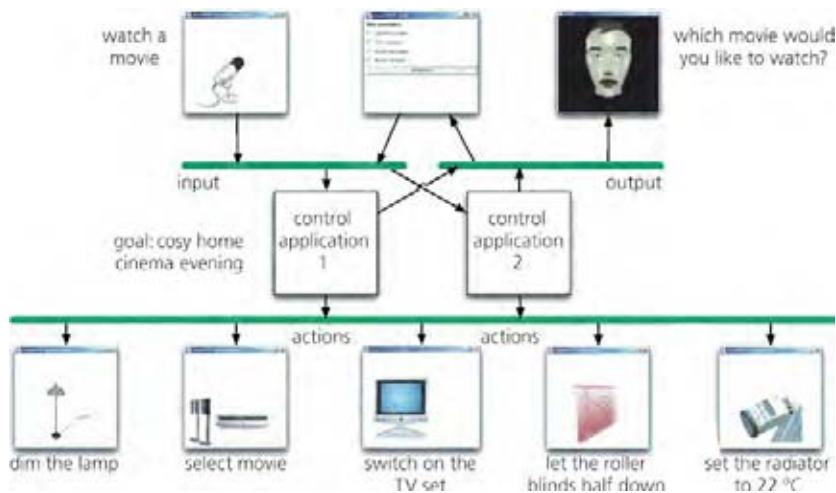 watch a
movie
which movie would
you like to watch?
input
output
goal: cosy home
cinema evening
control
application
1
control
application
2
actions
actions
dim the lamp
select movie
switch on the
TV set
let the roller
blinds half down
set the radiator
to 22 °C